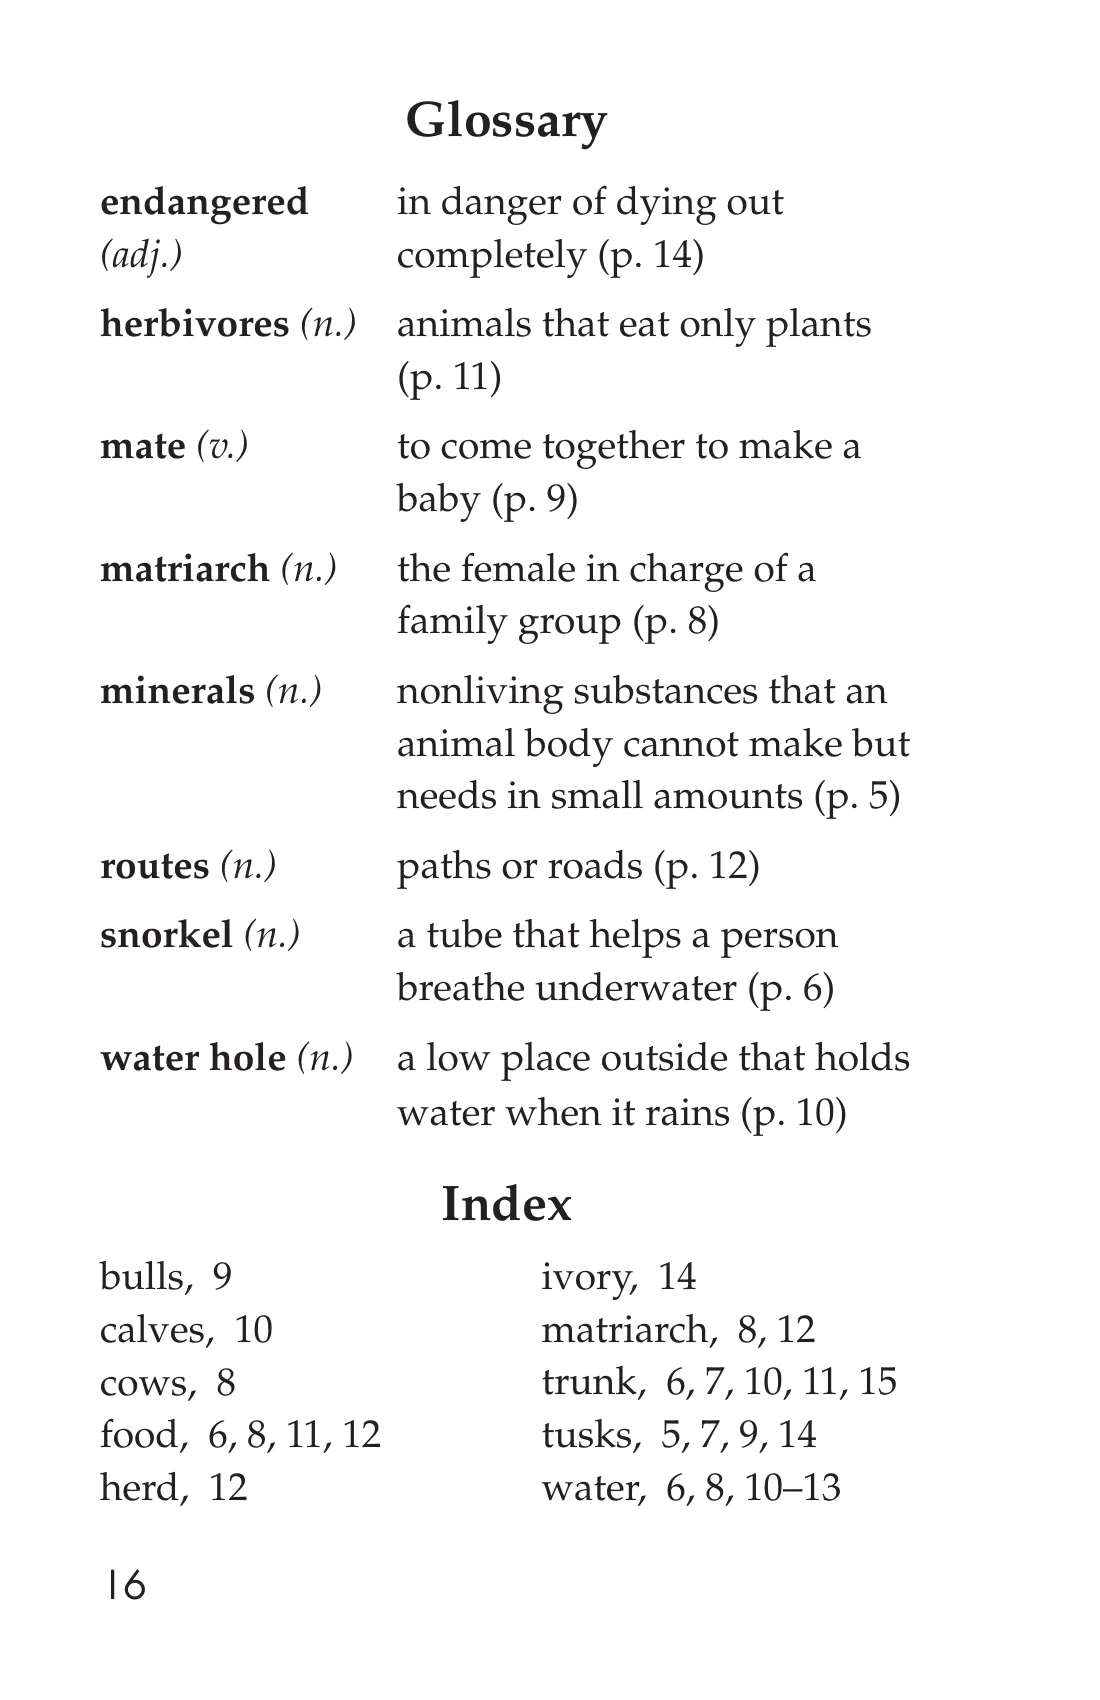 Glossary
endangered in danger of dying out
(adj.) completely (p. 14)
herbivores (n.) animals that eat only plants
(p. 11)
mate (v.) to come together to make a
baby (p. 9)
matriarch (n.) the female in charge of a
family group (p. 8)
minerals (n.) nonliving substances that an
animal body cannot make but
needs in small amounts (p. 5)
routes (n.) paths or roads (p. 12)
snorkel (n.) a tube that helps a person
breathe underwater (p. 6)
water hole (n.) a low place outside that holds
water when it rains (p. 10)
Index
bulls, 9
calves, 10
cows, 8
food, 6, 8, 11, 12
herd, 12
ivory, 14
matriarch, 8, 12
trunk, 6, 7, 10, 11, 15
tusks, 5, 7, 9, 14
water, 6, 8, 10–13
16